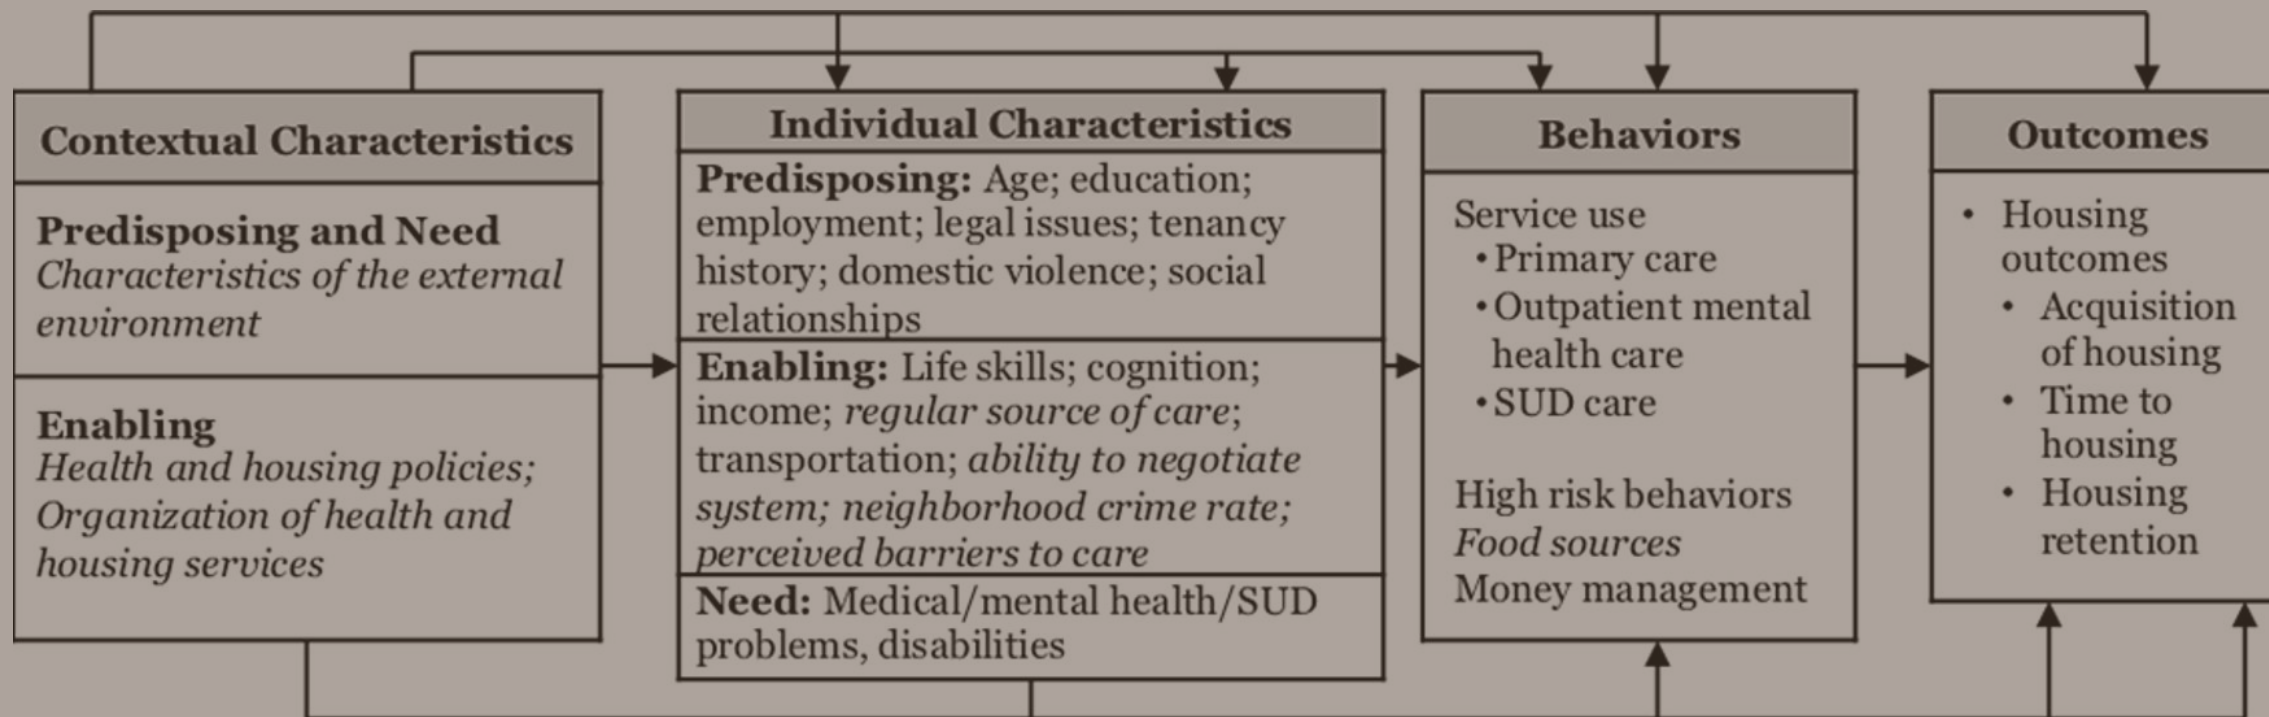 Contextual Characteristics
Predisposing and Need
Characteristics of the external
environment
Enabling
Health and housing policies;
Organization of health and
housing services
Individual Characteristics
Predisposing: Age; education;
employment; legal issues; tenancy
history; domestic violence; social
relationships
Enabling: Life skills; cognition;
income; regular source of care;
transportation; ability to negotiate
system; neighborhood crime rate;
perceived barriers to care
Need: Medical/mental health/SUD
problems, disabilities
Behaviors
Service use
• Primary care
• Outpatient mental
health care
• SUD care
High risk behaviors
Food sources
Money management
Outcomes
• Housing
outcomes
• Acquisition
of housing
• Time to
housing
• Housing
retention